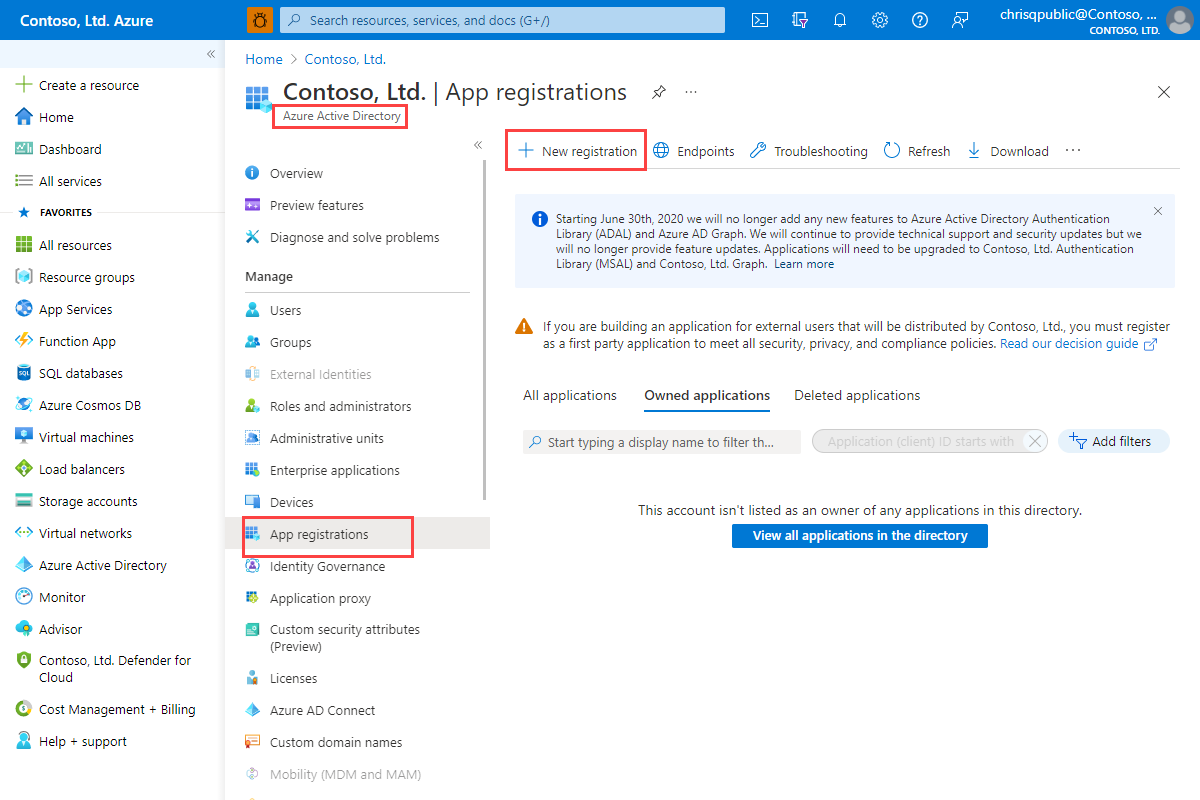 Contoso, Ltd. Azure
Search resources, services, and docs (G+/)
chrisqpublic@Contoso, ...
CONTOSO, LTD.
Create a resource
Home
Dashboard
All services
FAVORITES
All resources
Resource groups
App Services
Function App
SQL databases
Azure Cosmos DB
Virtual machines
Load balancers
Storage accounts
Virtual networks
Azure Active Directory
Monitor
Advisor
Contoso, Ltd. Defender for
Cloud
Cost Management + Billing
Help + support
Home > Contoso, Ltd.
Contoso, Ltd. | App registrations
Azure Active Directory
Overview
Preview features
Diagnose and solve problems
Manage
Users
Groups
External Identities
Roles and administrators
Administrative units
Enterprise applications
Devices
App registrations
Identity Governance
Application proxy
Custom security attributes
(Preview)
Licenses
Azure AD Connect
Custom domain names
Mobility (MDM and MAM)
New registration
Endpoints
Troubleshooting
Refresh
Download
Starting June 30th, 2020 we will no longer add any new features to Azure Active Directory Authentication
Library (ADAL) and Azure AD Graph. We will continue to provide technical support and security updates but we
will no longer provide feature updates. Applications will need to be upgraded to Contoso, Ltd. Authentication
Library (MSAL) and Contoso, Ltd. Graph. Learn more
If you are building an application for external users that will be distributed by Contoso, Ltd., you must register
as a first party application to meet all security, privacy, and compliance policies. Read our decision guide
All applications
Owned applications
Deleted applications
Start typing a display name to filter th...
Application (client) ID starts with
Add filters
This account isn't listed as an owner of any applications in this directory.
View all applications in the directory